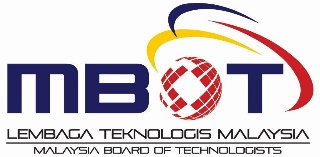 MBOT
LEMBAGA TEKNOLOGIS MALAYSIA
MALAYSIA BOARD OF TECHNOLOGISTS